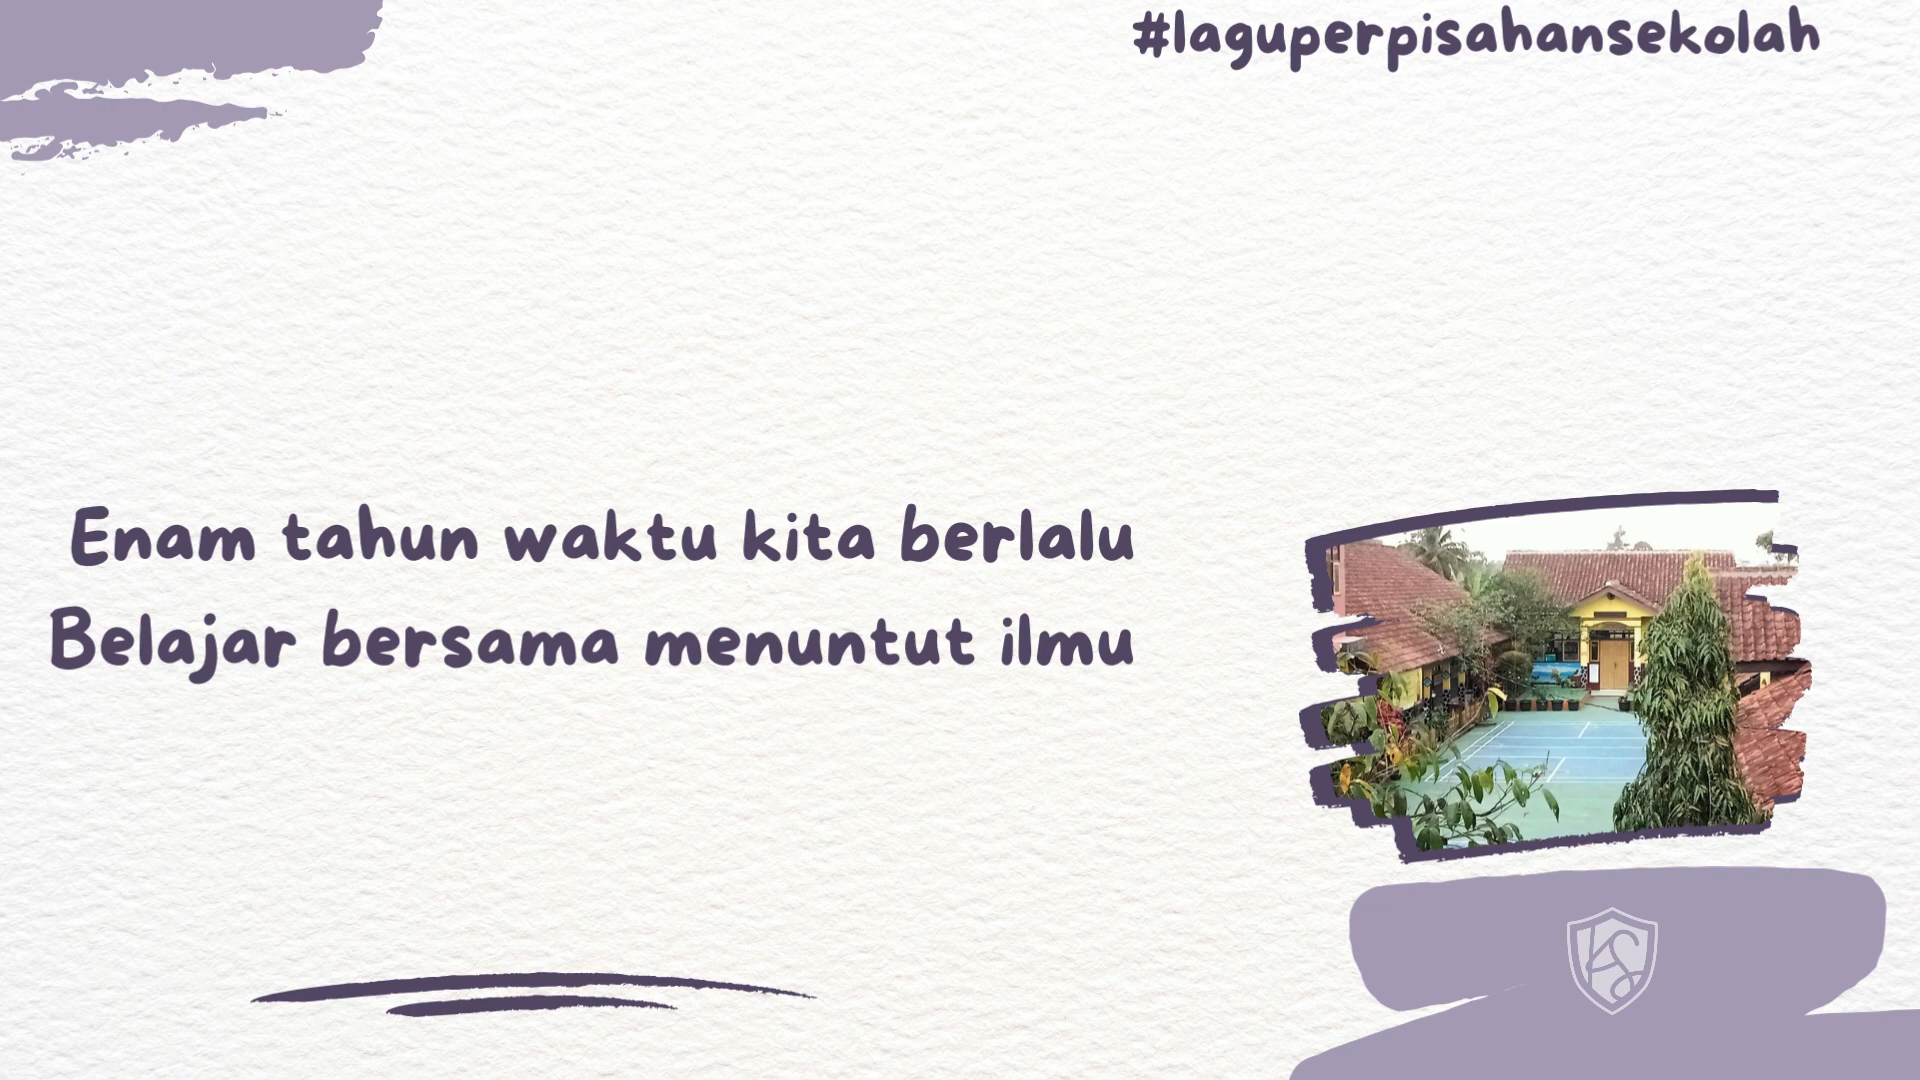 #laguperpisahansekolah
Enam tahun waktu kita berlalu
Belajar bersama menuntut ilmu